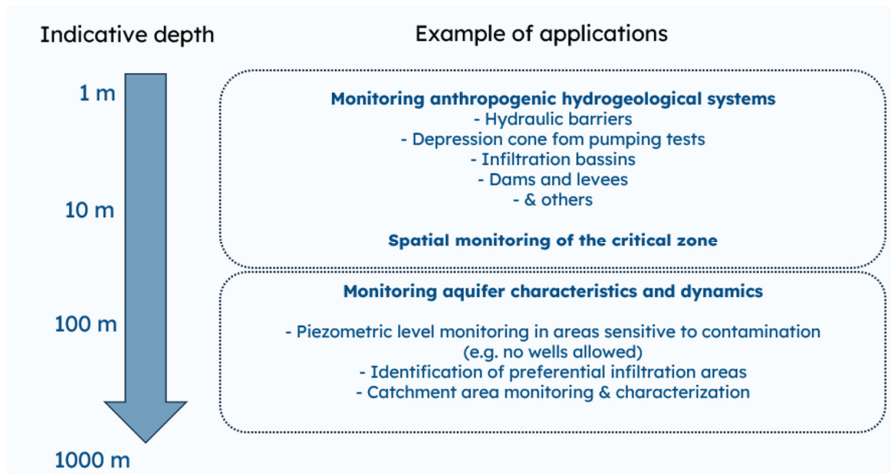 Indicative depth
Example of applications
1 m
10 m
100 m
1000 m
Monitoring anthropogenic hydrogeological systems
- Hydraulic barriers
- Depression cone fom pumping tests
- Infiltration bassins
- Dams and levees
- & others
Spatial monitoring of the critical zone
Monitoring aquifer characteristics and dynamics
- Piezometric level monitoring in areas sensitive to contamination
(e.g. no wells allowed)
- Identification of preferential infiltration areas
- Catchment area monitoring & characterization